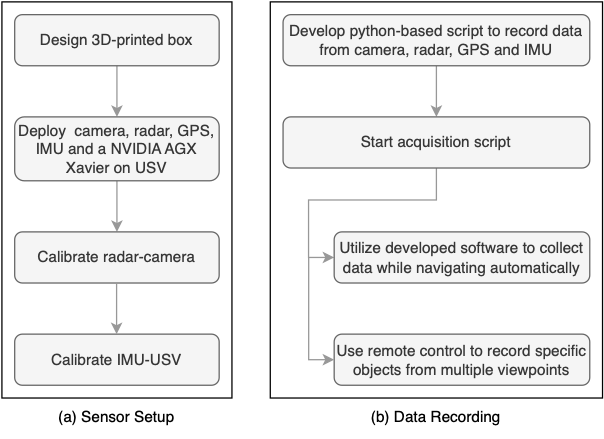 Design 3D-printed box
Deploy camera, radar, GPS,
IMU and a NVIDIA AGX
Xavier on USV
Calibrate radar-camera
Calibrate IMU-USV
(a) Sensor Setup
Develop python-based script to record data
from camera, radar, GPS and IMU
Start acquisition script
Utilize developed software to collect
data while navigating automatically
Use remote control to record specific
objects from multiple viewpoints
(b) Data Recording